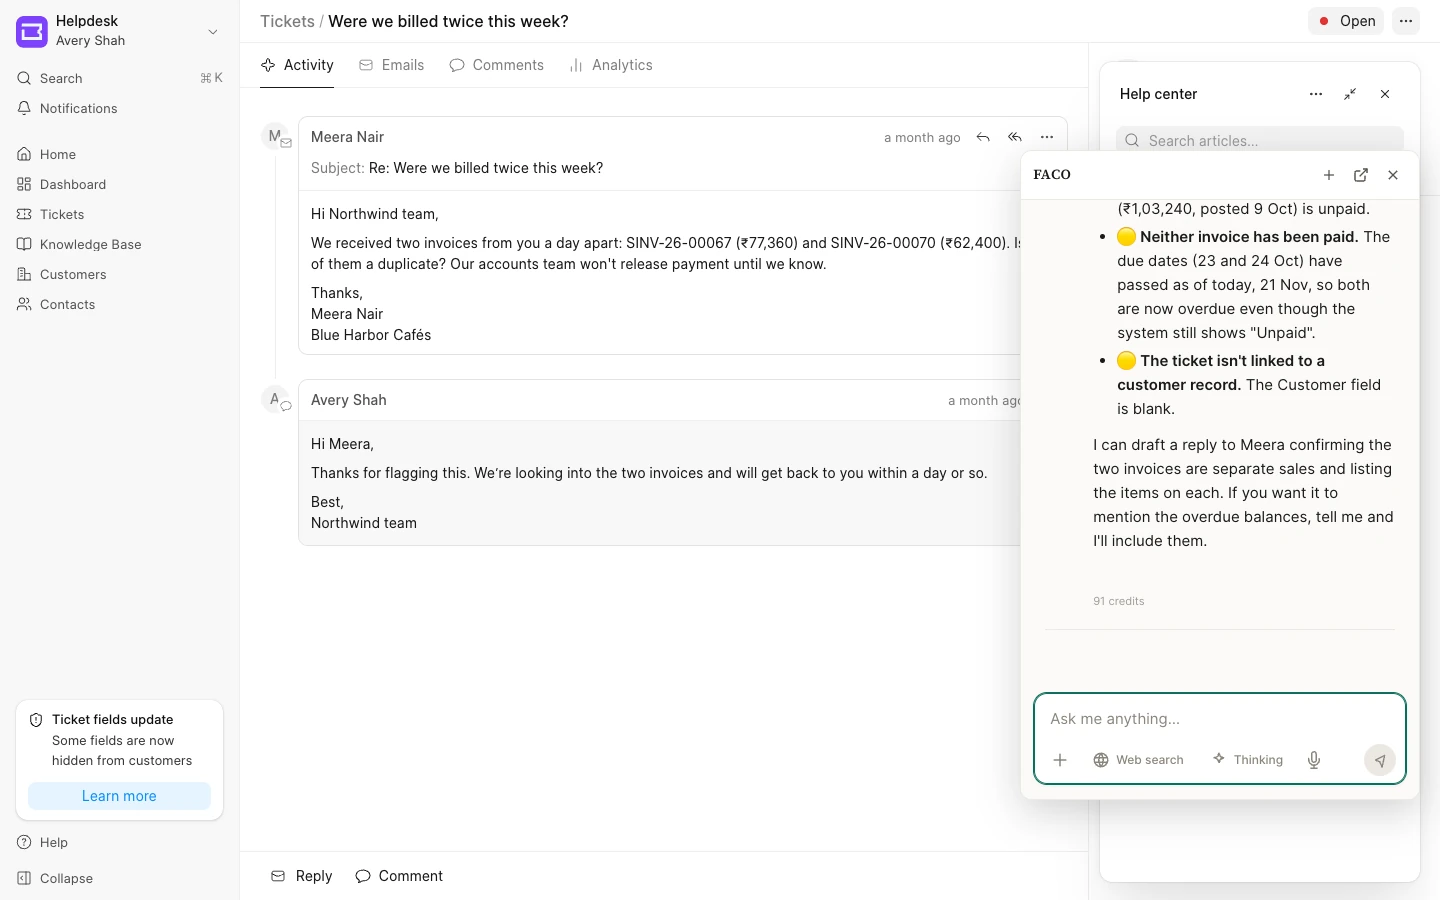 Helpdesk
Avery Shah
Search
⌘ K
Notifications
Home
Dashboard
Tickets
Knowledge Base
Customers
Contacts
Ticket fields update
Some fields are now
hidden from customers
Learn more
Help
Collapse
Tickets / Were we billed twice this week?
Open
Activity
Emails
Comments
Analytics
M
Meera Nair
a month ago
Subject: Re: Were we billed twice this week?
Hi Northwind team,
We received two invoices from you a day apart: SINV-26-00067 (₹77,360) and SINV-26-00070 (₹62,400).
of them a duplicate? Our accounts team won't release payment until we know.
Thanks,
Meera Nair
Blue Harbor Cafés
A
Avery Shah
a month ago
Hi Meera,
Thanks for flagging this. We're looking into the two invoices and will get back to you within a day or so.
Best,
Northwind team
Reply
Comment
Help center
Search articles...
FACO
(₹1,03,240, posted 9 Oct) is unpaid.
Neither invoice has been paid. The
due dates (23 and 24 Oct) have
passed as of today, 21 Nov, so both
are now overdue even though the
system still shows "Unpaid".
The ticket isn't linked to a
customer record. The Customer field
is blank.
I can draft a reply to Meera confirming the
two invoices are separate sales and listing
the items on each. If you want it to
mention the overdue balances, tell me and
I'll include them.
91 credits
Ask me anything...
Web search
Thinking